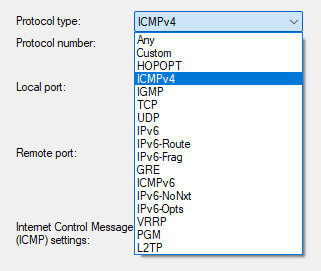 Protocol type: ICMPv4
Protocol number:
Any
Custom
HOPOPT
ICMPv4
IGMP
Local port:
TCP
UDP
IPv6
IPv6-Route
Remote port:
IPv6-Frag
GRE
ICMPv6
IPv6-NoNxt
IPv6-Opts
VRRP
Internet Control Message
(ICMP) settings:
PGM
L2TP